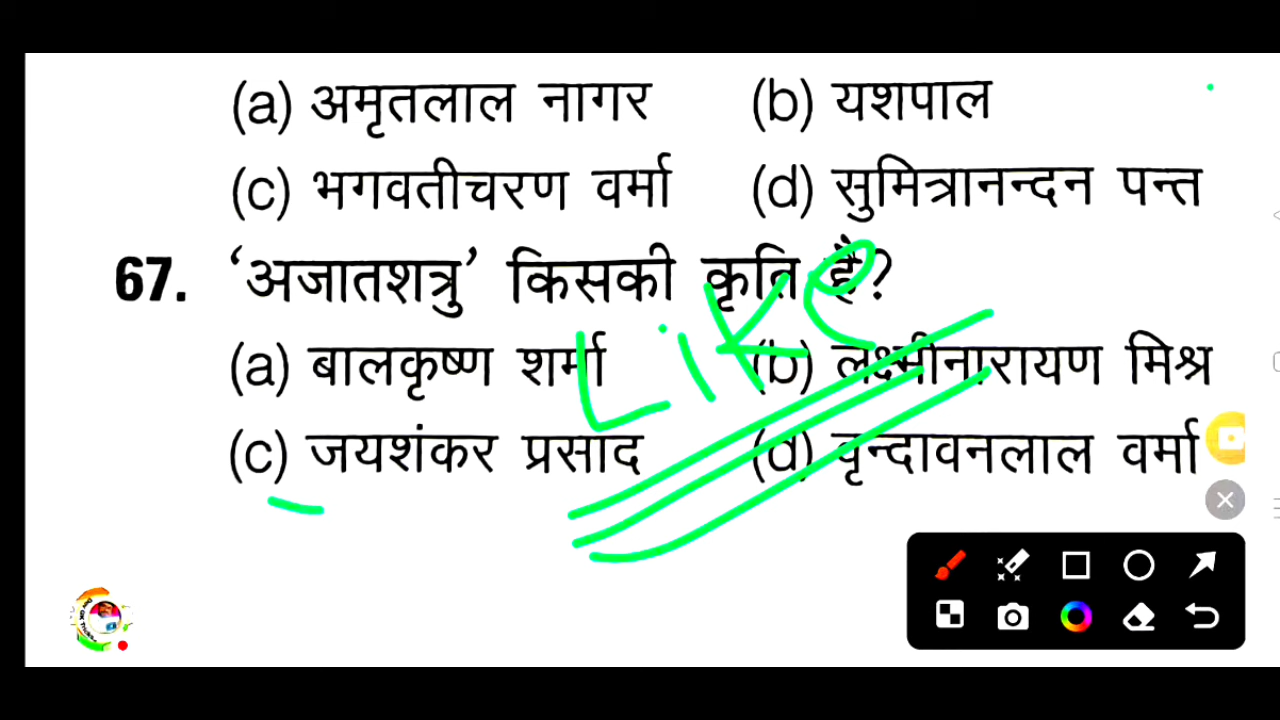 (a) अमृतलाल नागर (b) यशपाल
(c) भगवतीचरण वर्मा (d) सुमित्रानन्दन पन्त
67. ‘अजातशत्रु’ किसकी कृति है?
Like
(a) बालकृष्ण शर्मा (b) लक्ष्मीनारायण मिश्र
(c) जयशंकर प्रसाद (d) वृन्दावनलाल वर्मा